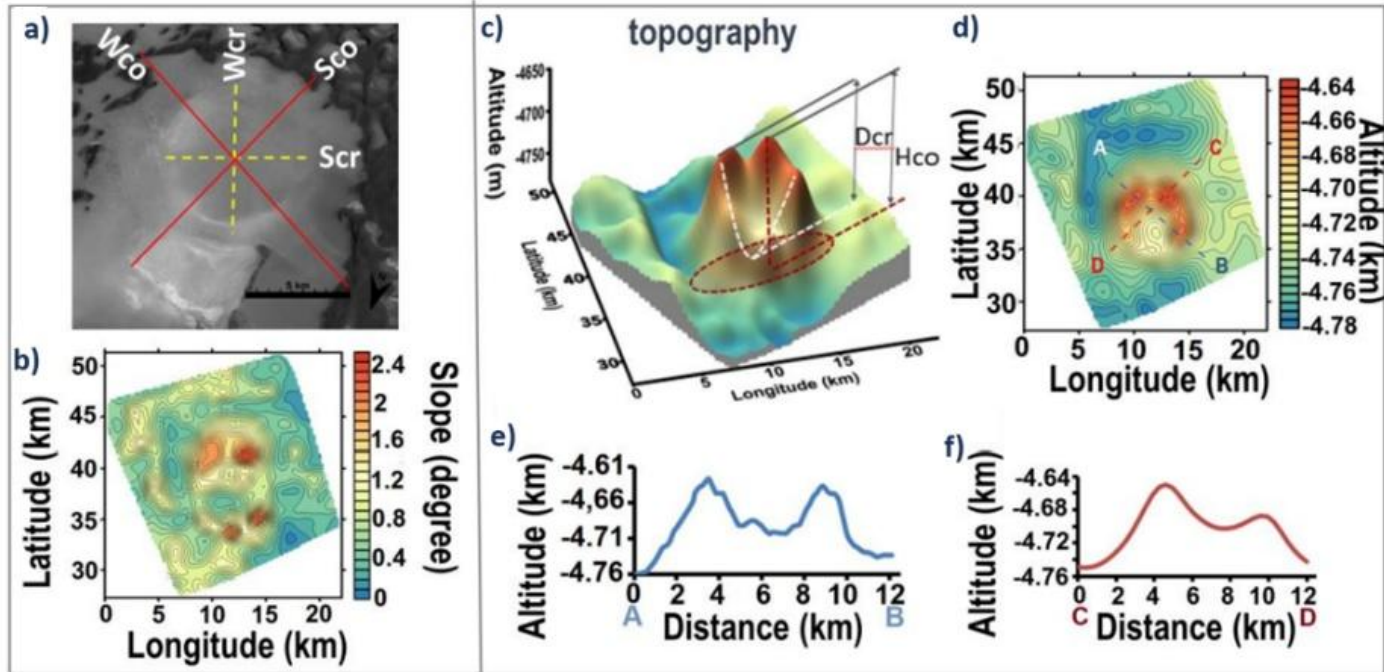 a)
Wco
Wcr
Sco
Scr
5 km
b)
50
45
40
35
30
Latitude (km)
0 5 10 15 20
Longitude (km)
2.4
2
1.6
1.2
0.8
0.4
0
Slope (degree)
c)
topography
Altitude (m)
-4650
-4700
-4750
50
45
40
35
30
Latitude (km)
0 5 10 15 20
Longitude (km)
Dcr
Hco
d)
50
45
40
35
30
Latitude (km)
A
C
D
B
0 5 10 15 20
Longitude (km)
-4.64
-4.66
-4.68
-4.70
-4.72
-4.74
-4.76
-4.78
Altitude (km)
e)
-4.61
-4.66
-4.71
-4.76
Altitude (km)
0 2 4 6 8 10 12
A B
Distance (km)
f)
-4.64
-4.68
-4.72
-4.76
Altitude (km)
0 2 4 6 8 10 12
C D
Distance (km)